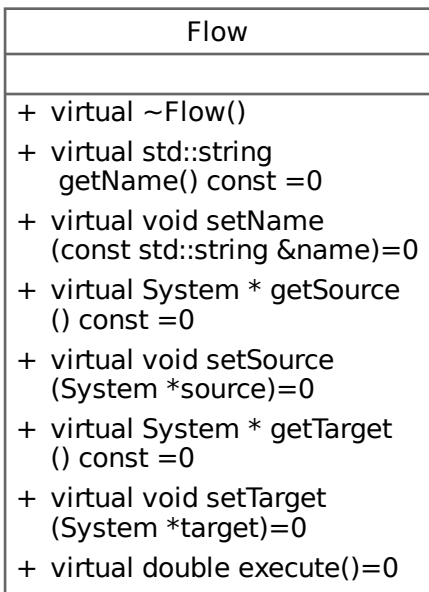 Flow
+ virtual ~Flow()
+ virtual std::string
getName() const =0
+ virtual void setName
(const std::string &name)=0
+ virtual System * getSource
() const =0
+ virtual void setSource
(System *source)=0
+ virtual System * getTarget
() const =0
+ virtual void setTarget
(System *target)=0
+ virtual double execute()=0